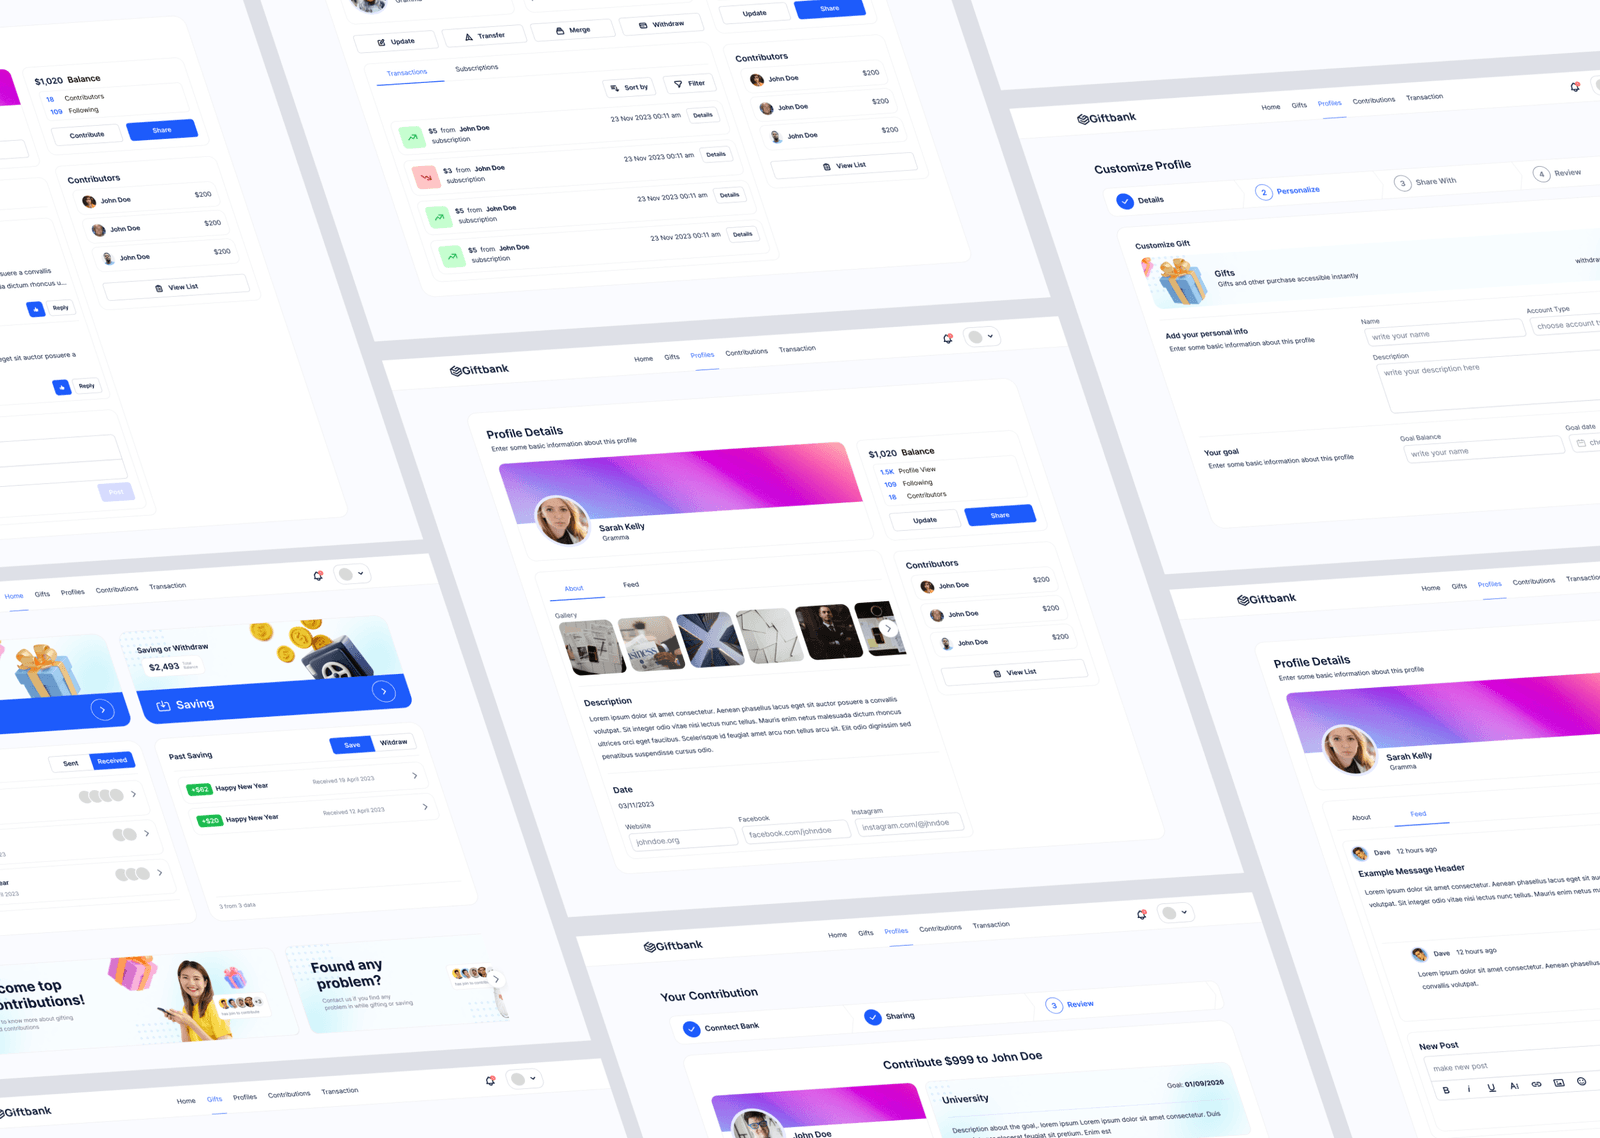 $1,020 Balance
18 Contributors
109 Following
Contribute
Share
Contributors
John Doe $200
John Doe $200
John Doe $200
View List
Reply
eget sit auctor posuere a
Reply
Post
Gramma
Update
Transfer
Merge
Withdraw
Update
Share
Transactions
Subscriptions
Sort by
Filter
$5 from John Doe
subscription
23 Nov 2023 00:11 am
Details
$3 from John Doe
subscription
23 Nov 2023 00:11 am
Details
$5 from John Doe
subscription
23 Nov 2023 00:11 am
Details
$5 from John Doe
subscription
23 Nov 2023 00:11 am
Details
Contributors
John Doe $200
John Doe $200
John Doe $200
View List
Giftbank
Home Gifts Profiles Contributions Transaction
Customize Profile
Details
2 Personalize
3 Share With
4 Review
Customize Gift
Gifts
Gifts and other purchase accessible instantly
Add your personal info
Enter some basic information about this profile
Name
write your name
Account Type
choose account
Description
write your description here
Your goal
Enter some basic information about this profile
Goal Balance
write your name
Goal date
Giftbank
Home Gifts Profiles Contributions Transaction
Profile Details
Enter some basic information about this profile
Sarah Kelly
Gramma
$1,020 Balance
1.5K Profile View
109 Following
18 Contributors
Update
Share
About
Feed
Gallery
Contributors
John Doe $200
John Doe $200
John Doe $200
View List
Description
Lorem ipsum dolor sit amet consectetur. Aenean phasellus lacus eget sit auctor posuere a convallis
volutpat. Sit integer odio vitae nisi lectus nunc tellus. Mauris enim netus malesuada dictum rhoncus
ultrices orci eget faucibus. Scelerisque id feugiat amet arcu non tellus arcu sit. Elit odio dignissim sed
penatibus suspendisse cursus odio.
Date
03/11/2023
Website
johndoe.org
Facebook
facebook.com/johndoe
Instagram
instagram.com/@jhndoe
Home Gifts Profiles Contributions Transaction
Saving or Withdraw
$2,493 Total Balance
Saving
Sent
Received
Past Saving
Save
Witdraw
+$62 Happy New Year
Received 19 April 2023
+$20 Happy New Year
Received 12 April 2023
3 from 3 data
come top
ontributions!
to know more about gifting
d contributions
Found any
problem?
Contact us if you find any
problem in while gifting or saving
Giftbank
Home Gifts Profiles Contributions Transaction
Giftbank
Home Gifts Profiles Contributions Transaction
Your Contribution
Conntect Bank
Sharing
3 Review
Contribute $999 to John Doe
John Doe
University
Goal: 01/09/2026
Description about the goal,. lorem ipsum Lorem ipsum dolor sit amet consectetur. Duis
placerat feugiat sit pretium. Enim est
Giftbank
Home Gifts Profiles Contributions Transaction
Profile Details
Enter some basic information about this profile
Sarah Kelly
Gramma
About
Feed
Dave 12 hours ago
Example Message Header
Lorem ipsum dolor sit amet consectetur. Aenean phasellus lacus eget sit
volutpat. Sit integer odio vitae nisi lectus nunc tellus. Mauris enim netus
Dave 12 hours ago
Lorem ipsum dolor sit amet consectetur. Aenean phasellus
convallis volutpat.
New Post
make new post